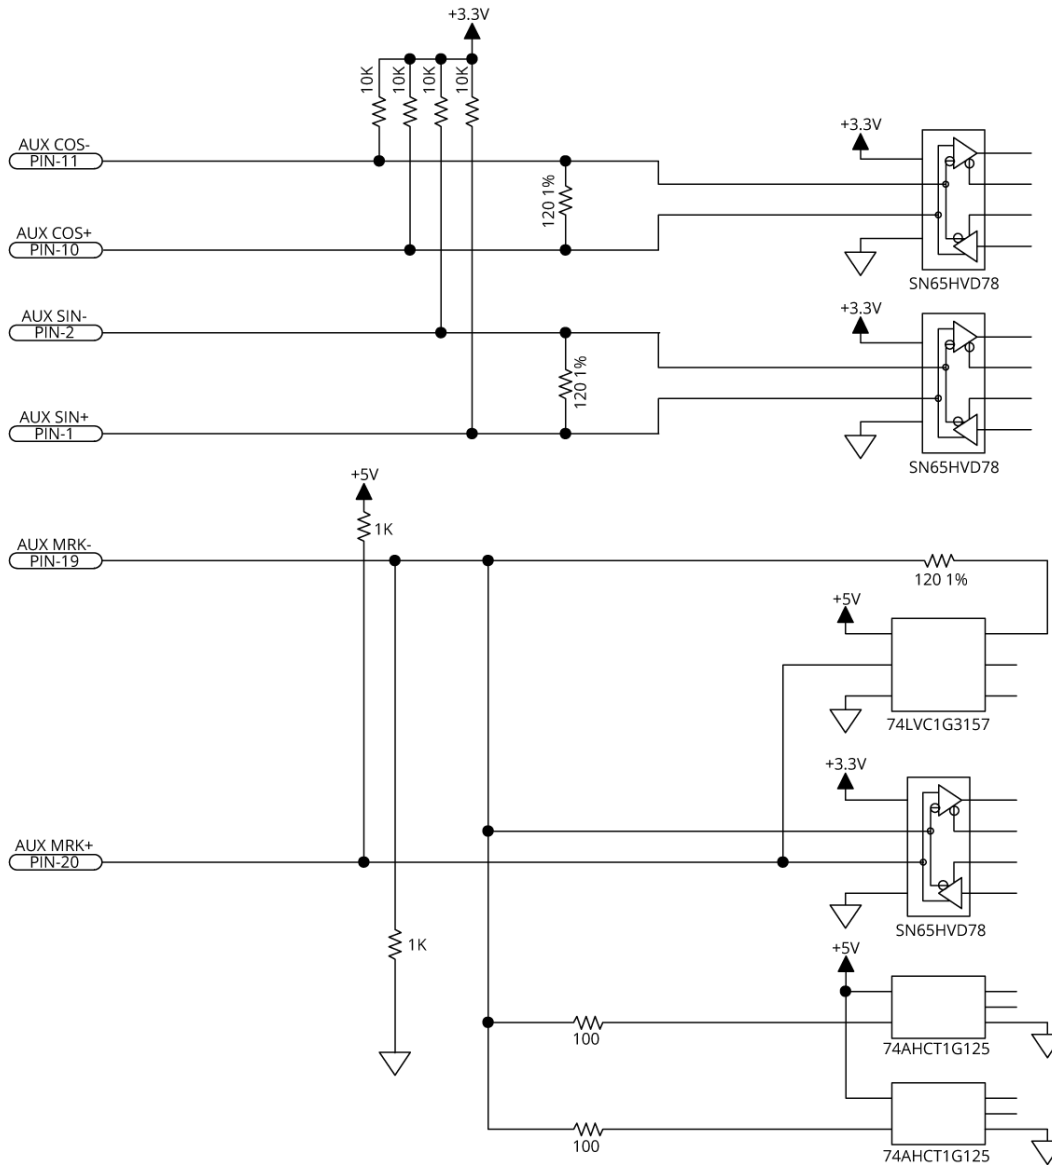 +3.3V
10K
10K
10K
10K
AUX COS-
PIN-11
+3.3V
120 1%
AUX COS+
PIN-10
SN65HVD78
AUX SIN-
PIN-2
+3.3V
120 1%
AUX SIN+
PIN-1
SN65HVD78
+5V
1K
AUX MRK-
PIN-19
120 1%
+5V
74LVC1G3157
+3.3V
AUX MRK+
PIN-20
SN65HVD78
1K
+5V
100
74AHCT1G125
100
74AHCT1G125